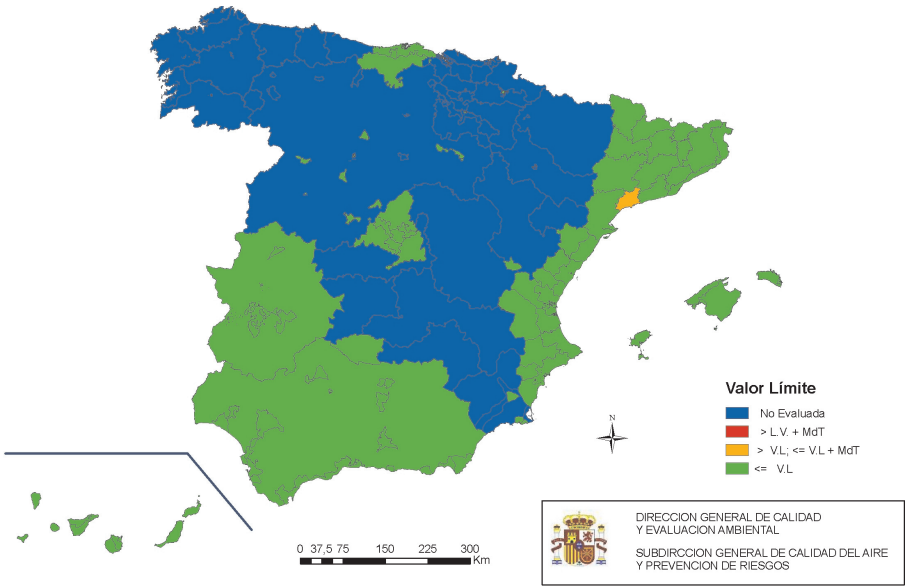 Valor Límite
No Evaluada
> L.V. + MdT
> V.L; <= V.L + MdT
<= V.L
N
0 37,5 75 150 225 300
Km
DIRECCION GENERAL DE CALIDAD
Y EVALUACION AMBIENTAL
SUBDIRCCION GENERAL DE CALIDAD DEL AIRE
Y PREVENCION DE RIESGOS